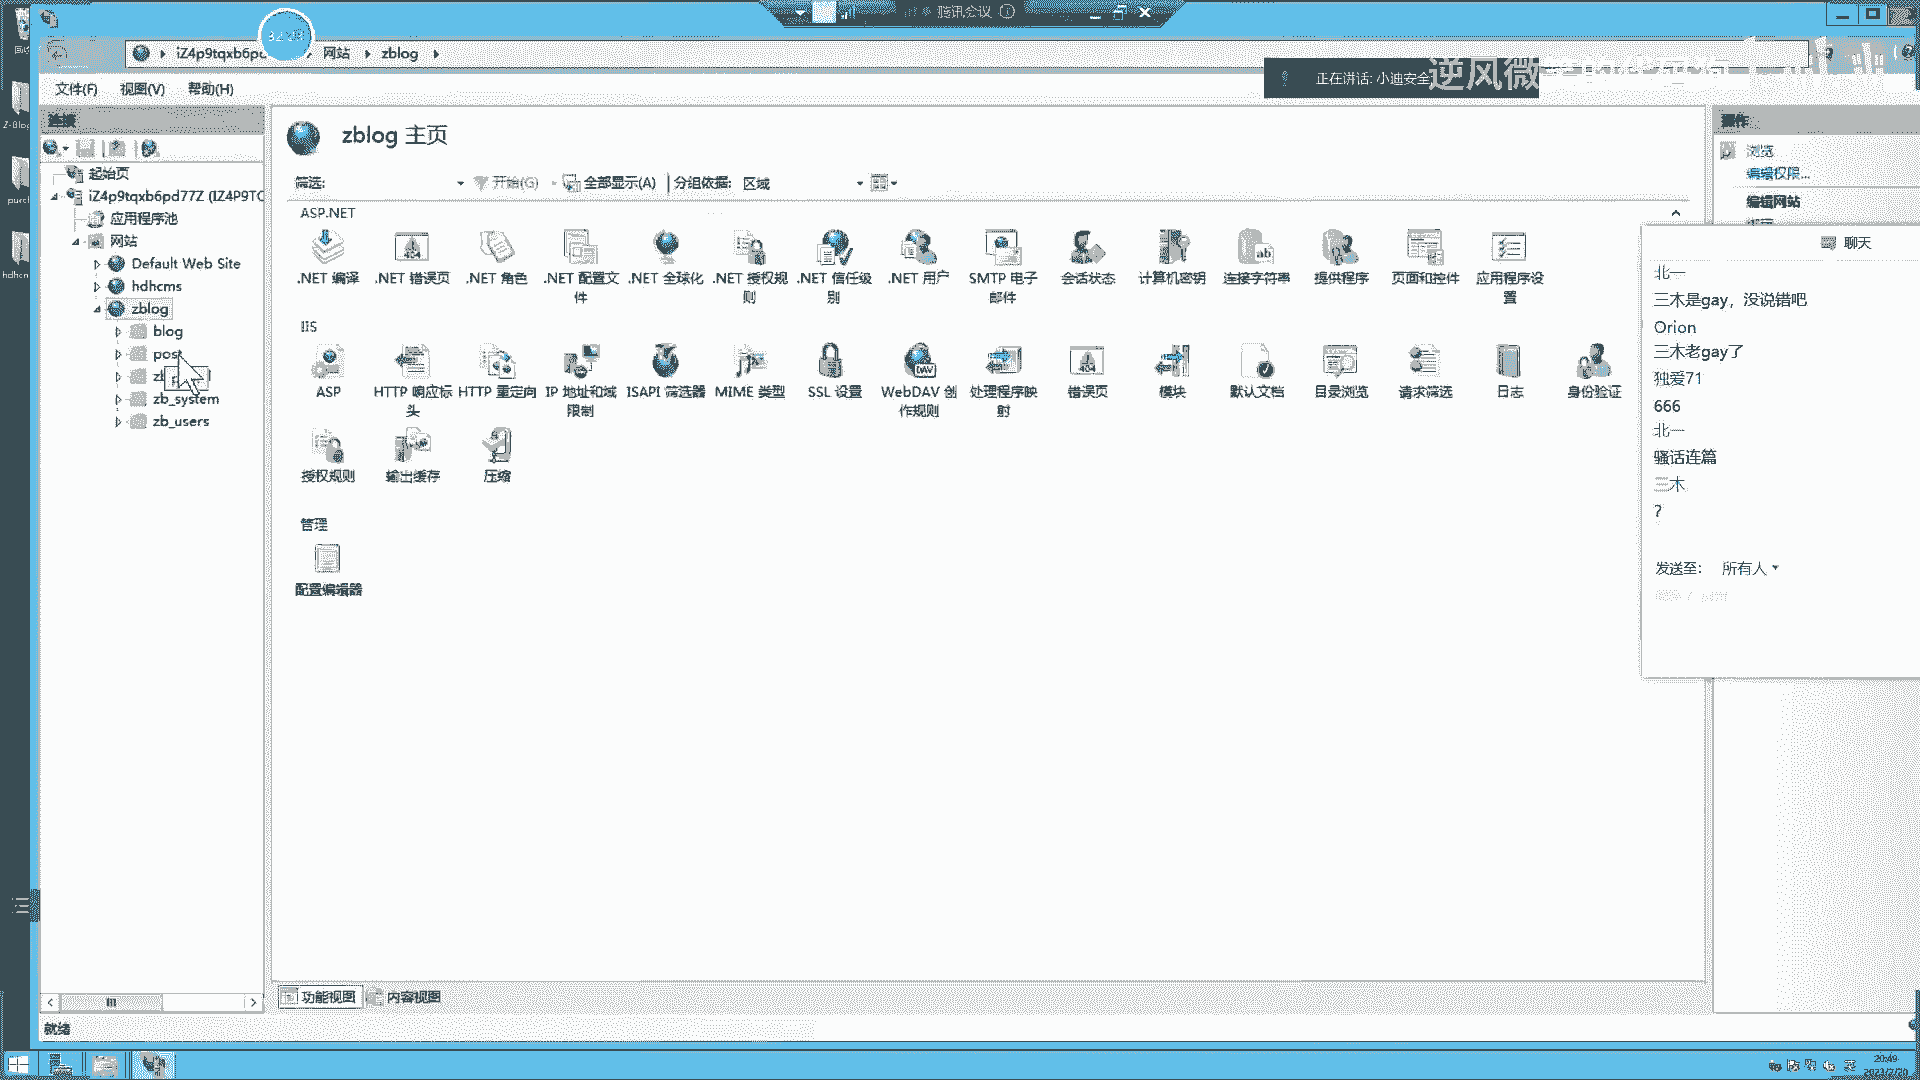 腾讯会议
iZ4p9tqxb6p
网站
zblog
正在讲话: 小迪安全
逆风微
文件(F) 视图(V) 帮助(H)
连接
起始页
iZ4p9tqxb6pd77Z (IZ4P9TC
应用程序池
网站
Default Web Site
hdhcms
zblog
blog
post
zb_system
zb_users
zblog 主页
筛选:
开始(G)
全部显示(A)
分组依据: 区域
ASP.NET
.NET 编译
.NET 错误页
.NET 角色
.NET 配置文件
.NET 全球化
.NET 授权规则
.NET 信任级别
.NET 用户
SMTP 电子邮件
会话状态
计算机密钥
连接字符串
提供程序
页面和控件
应用程序设置
IIS
ASP
HTTP 响应标头
HTTP 重定向
IP 地址和域限制
ISAPI 筛选器
MIME 类型
SSL 设置
WebDAV 创作规则
处理程序映射
错误页
模块
默认文档
目录浏览
请求筛选
日志
身份验证
授权规则
输出缓存
压缩
管理
配置编辑器
功能视图
内容视图
操作
浏览
编辑权限...
编辑网站
聊天
北一
三木是gay，没说错吧
Orion
三木老gay了
独爱71
666
北一
骚话连篇
三木
?
发送至: 所有人
就绪
英
20:49
2023/2/20